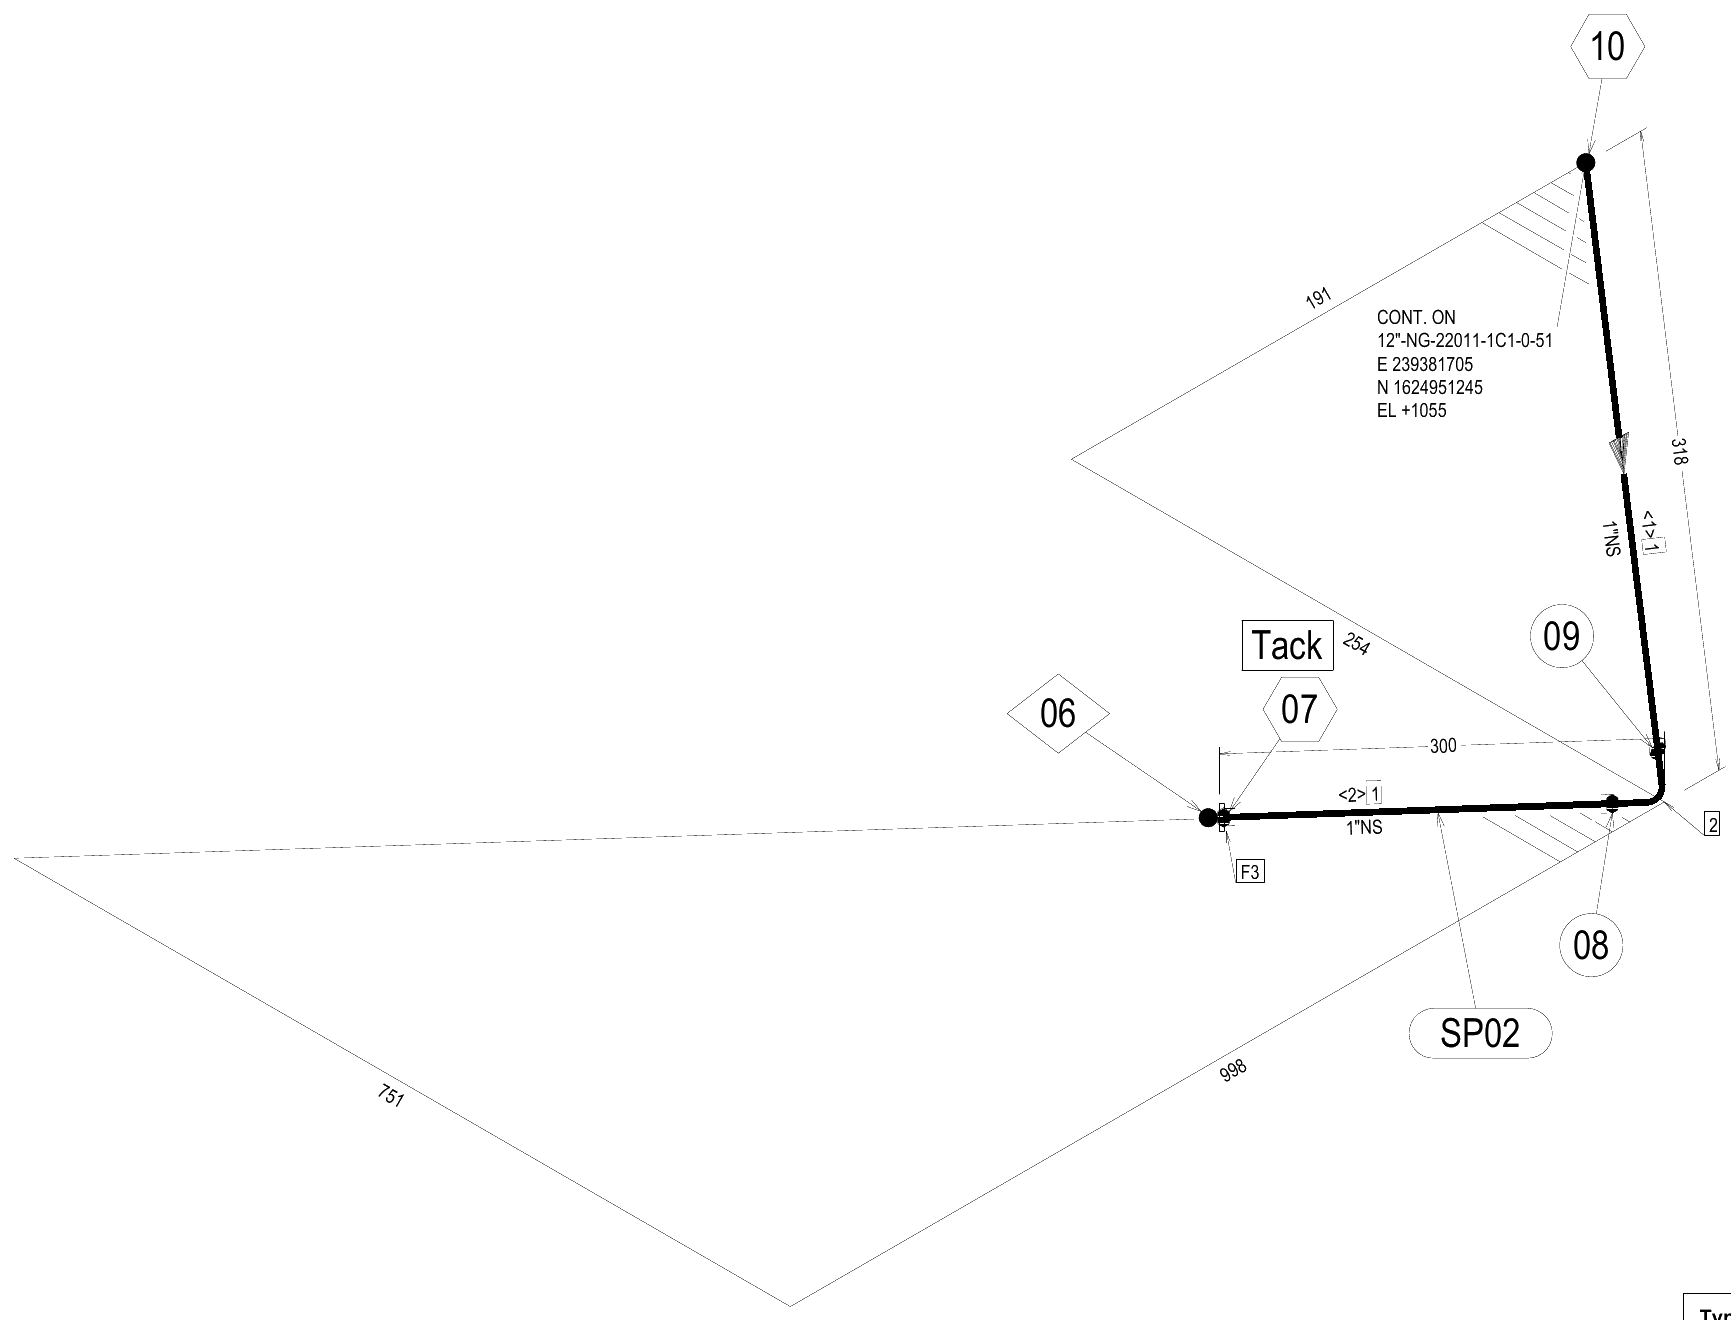 10
191
CONT. ON
12"-NG-22011-1C1-0-51
E 239381705
N 1624951245
EL +1055
318
<1> 1
1"NS
09
Tack
254
06
07
300
<2> 1
1"NS
2
F3
08
SP02
998
751